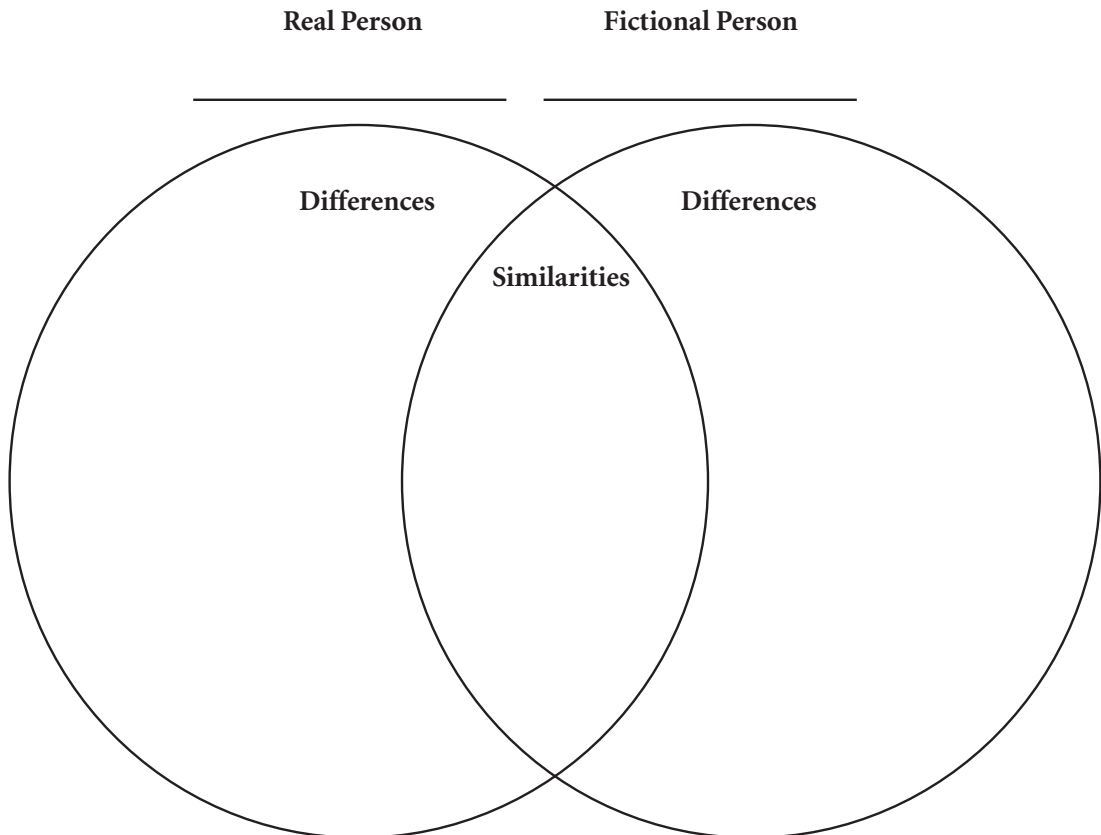 Real Person
Fictional Person
Differences
Differences
Similarities